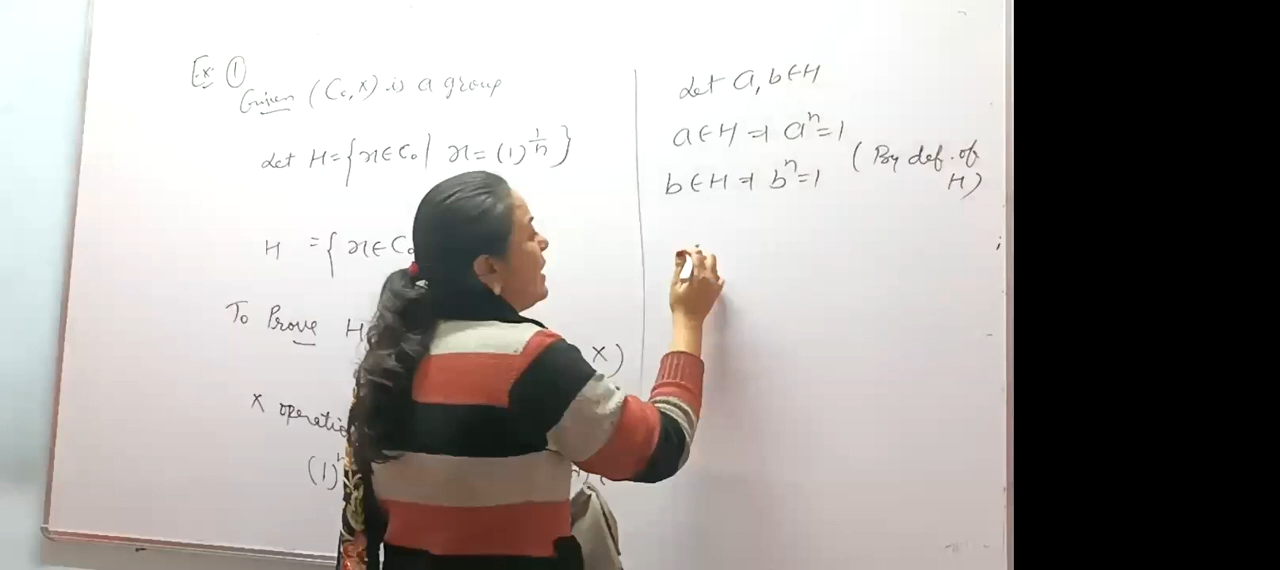 Ex. ①
Given (C₀, ×) is a group
Let H = { x ∈ C₀ | x = (1)^{1/n} }
H = { x ∈ C₀
To Prove H
×)
× operatio
(1)ⁿ
Let a, b ∈ H
a ∈ H ⇒ aⁿ = 1
b ∈ H ⇒ bⁿ = 1
(By def. of
H)